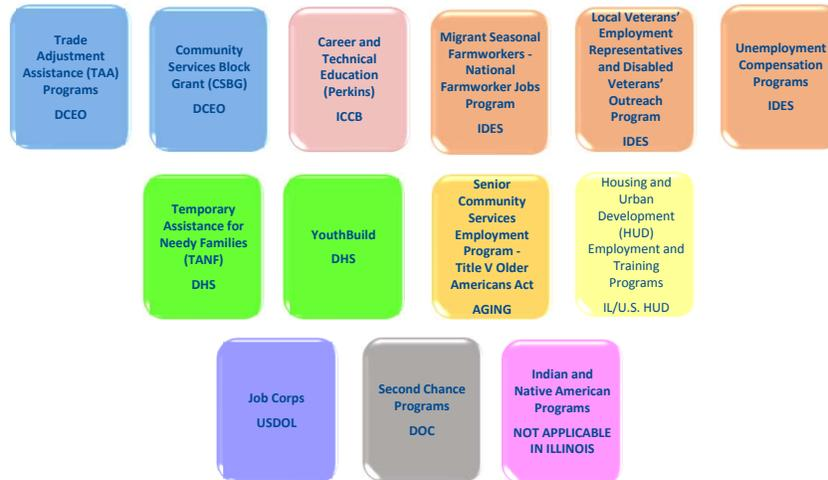 Trade
Adjustment
Assistance (TAA)
Programs
DCEO
Community
Services Block
Grant (CSBG)
DCEO
Career and
Technical
Education
(Perkins)
ICCB
Migrant Seasonal
Farmworkers -
National
Farmworker Jobs
Program
IDES
Local Veterans’
Employment
Representatives
and Disabled
Veterans’
Outreach
Program
IDES
Unemployment
Compensation
Programs
IDES
Temporary
Assistance for
Needy Families
(TANF)
DHS
YouthBuild
DHS
Senior
Community
Services
Employment
Program -
Title V Older
Americans Act
AGING
Housing and
Urban
Development
(HUD)
Employment and
Training
Programs
IL/U.S. HUD
Job Corps
USDOL
Second Chance
Programs
DOC
Indian and
Native American
Programs
NOT APPLICABLE
IN ILLINOIS